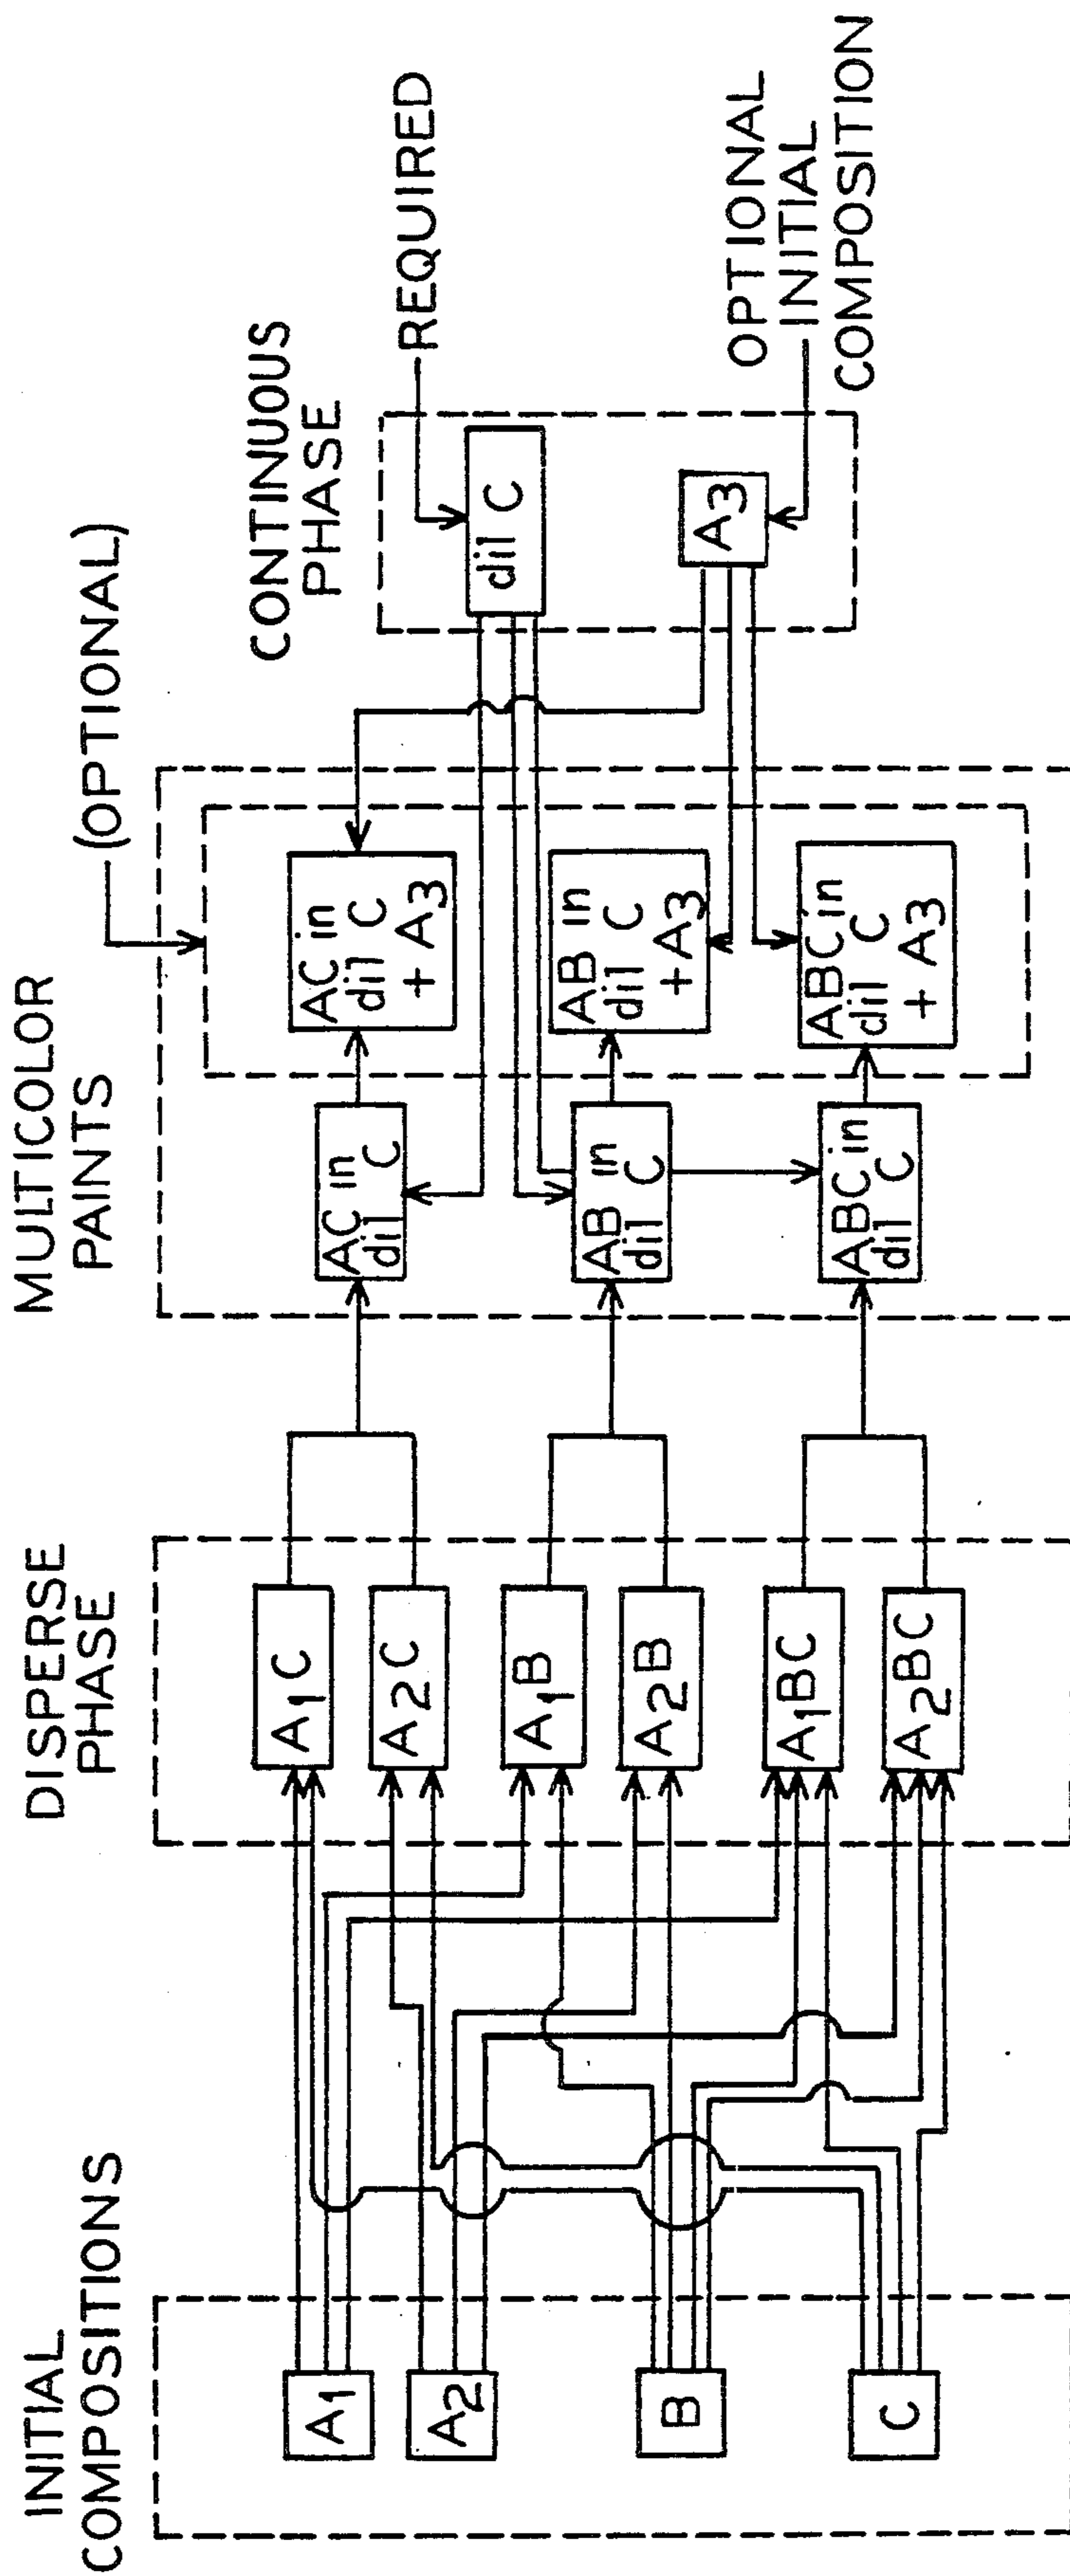 INITIAL
COMPOSITIONS
A1
A2
B
C
DISPERSE
PHASE
A1C
A2C
A1B
A2B
A1BC
A2BC
MULTICOLOR
PAINTS
AC in
dil C
AB in
dil C
ABC in
dil C
(OPTIONAL)
AC in
dil C
+ A3
AB in
dil C
+A3
ABC in
dil C
+ A3
CONTINUOUS
PHASE
dil C
A3
REQUIRED
OPTIONAL
INITIAL
COMPOSITION